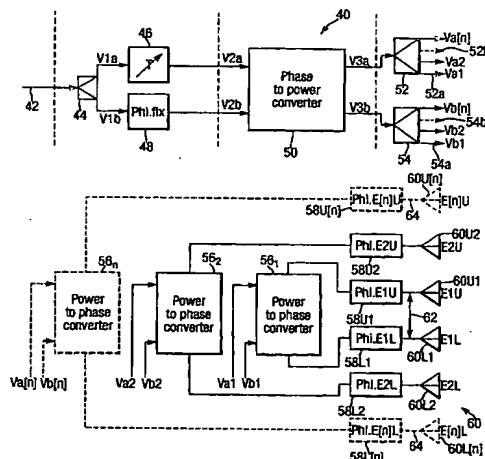 40
46
V1a
V2a
V3a
Va[n]
52n
Va2
Va1
52
52a
42
44
Phase
to power
converter
V1b
Phi.fix
V2b
V3b
Vb[n]
54b
Vb2
Vb1
48
50
54
54a
60U[n]
Phi.E[n]U
E[n]U
58U[n]
64
60U2
Phi.E2U
E2U
58U2
56n
56₂
56₁
60U1
Power
to phase
converter
Power
to phase
converter
Power
to phase
converter
Phi.E1U
E1U
58U1
62
Phi.E1L
E1L
58L1
60L1
Va[n]
Vb[n]
Va2
Vb2
Va1
Vb1
Phi.E2L
E2L
58L2
60L2
60
Phi.E[n]L
E[n]L
64
60L[n]
58L[n]